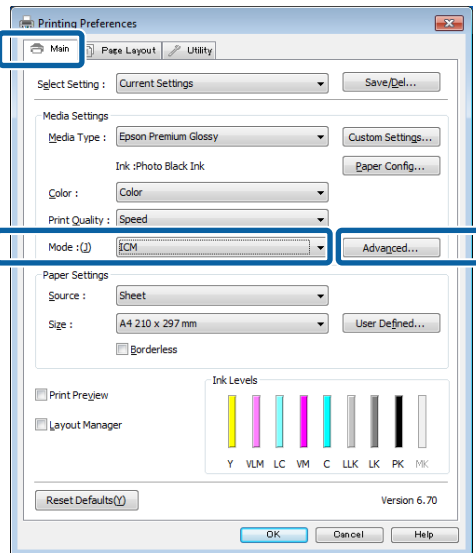 Printing Preferences
Main Page Layout Utility
Select Setting : Current Settings Save/Del...
Media Settings
Media Type : Epson Premium Glossy Custom Settings...
Ink :Photo Black Ink Paper Config...
Color : Color
Print Quality : Speed
Mode :(J) ICM Advanced...
Paper Settings
Source : Sheet
Size : A4 210 x 297 mm User Defined...
Borderless
Ink Levels
Print Preview
Layout Manager
Y VLM LC VM C LLK LK PK MK
Reset Defaults(Y) Version 6.70
OK Cancel Help